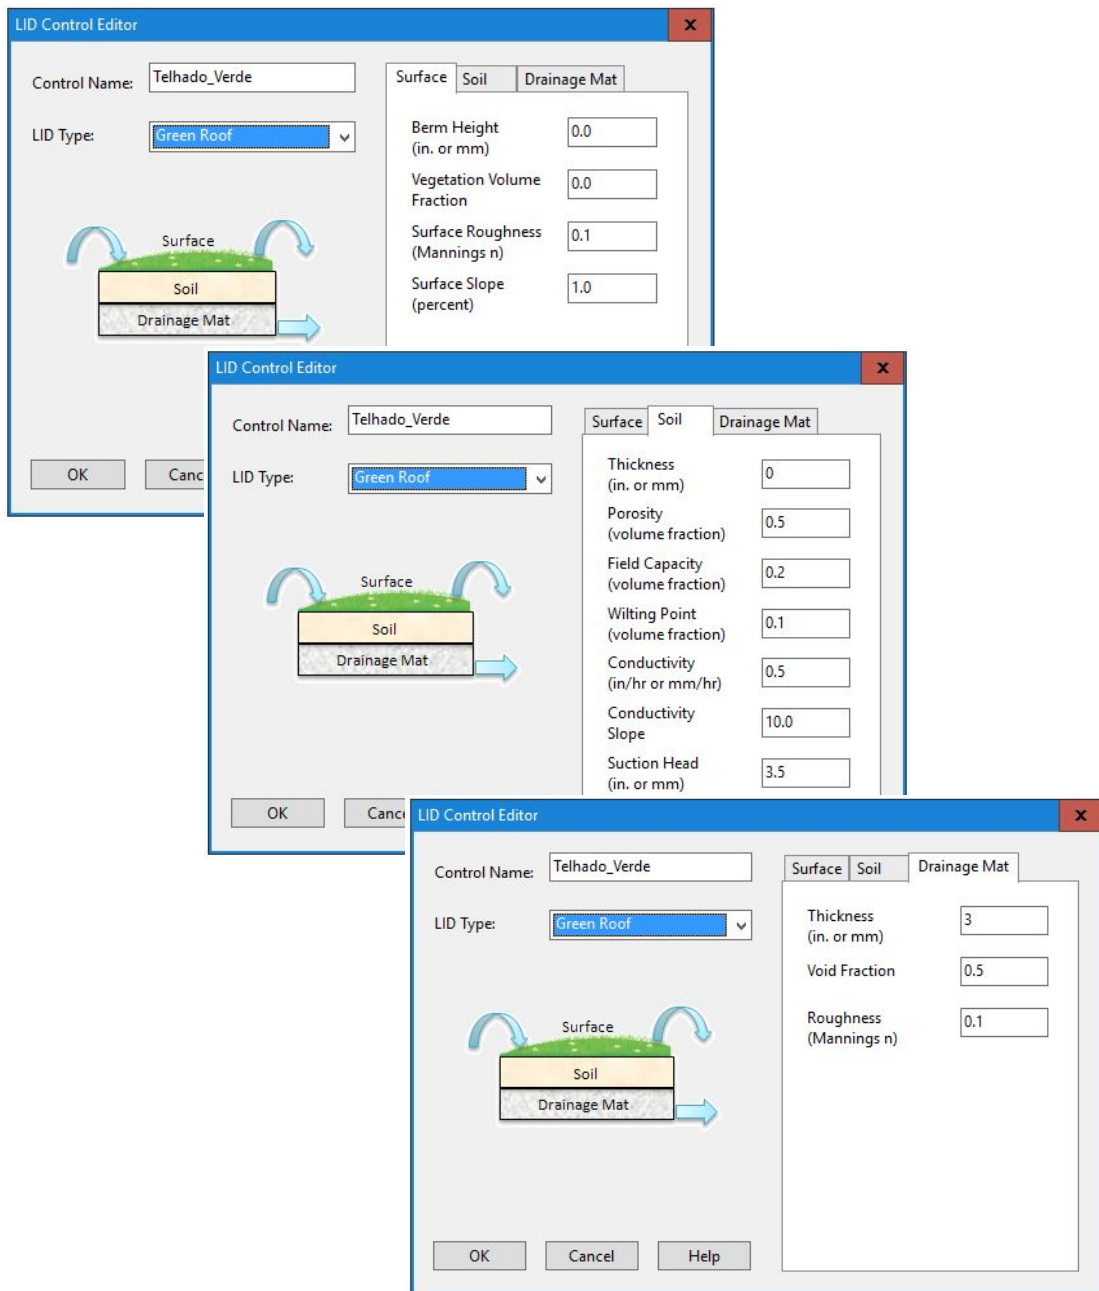 LID Control Editor
x
Control Name:
Telhado_Verde
Surface
Soil
Drainage Mat
LID Type:
Green Roof
Berm Height
(in. or mm)
0.0
Vegetation Volume
Fraction
0.0
Surface Roughness
(Mannings n)
0.1
Surface Slope
(percent)
1.0
Surface
Soil
Drainage Mat
OK
Canc
LID Control Editor
x
Control Name:
Telhado_Verde
Surface
Soil
Drainage Mat
LID Type:
Green Roof
Thickness
(in. or mm)
0
Porosity
(volume fraction)
0.5
Field Capacity
(volume fraction)
0.2
Wilting Point
(volume fraction)
0.1
Conductivity
(in/hr or mm/hr)
0.5
Conductivity
Slope
10.0
Suction Head
(in. or mm)
3.5
Surface
Soil
Drainage Mat
OK
Cance
LID Control Editor
x
Control Name:
Telhado_Verde
Surface
Soil
Drainage Mat
LID Type:
Green Roof
Thickness
(in. or mm)
3
Void Fraction
0.5
Roughness
(Mannings n)
0.1
Surface
Soil
Drainage Mat
OK
Cancel
Help